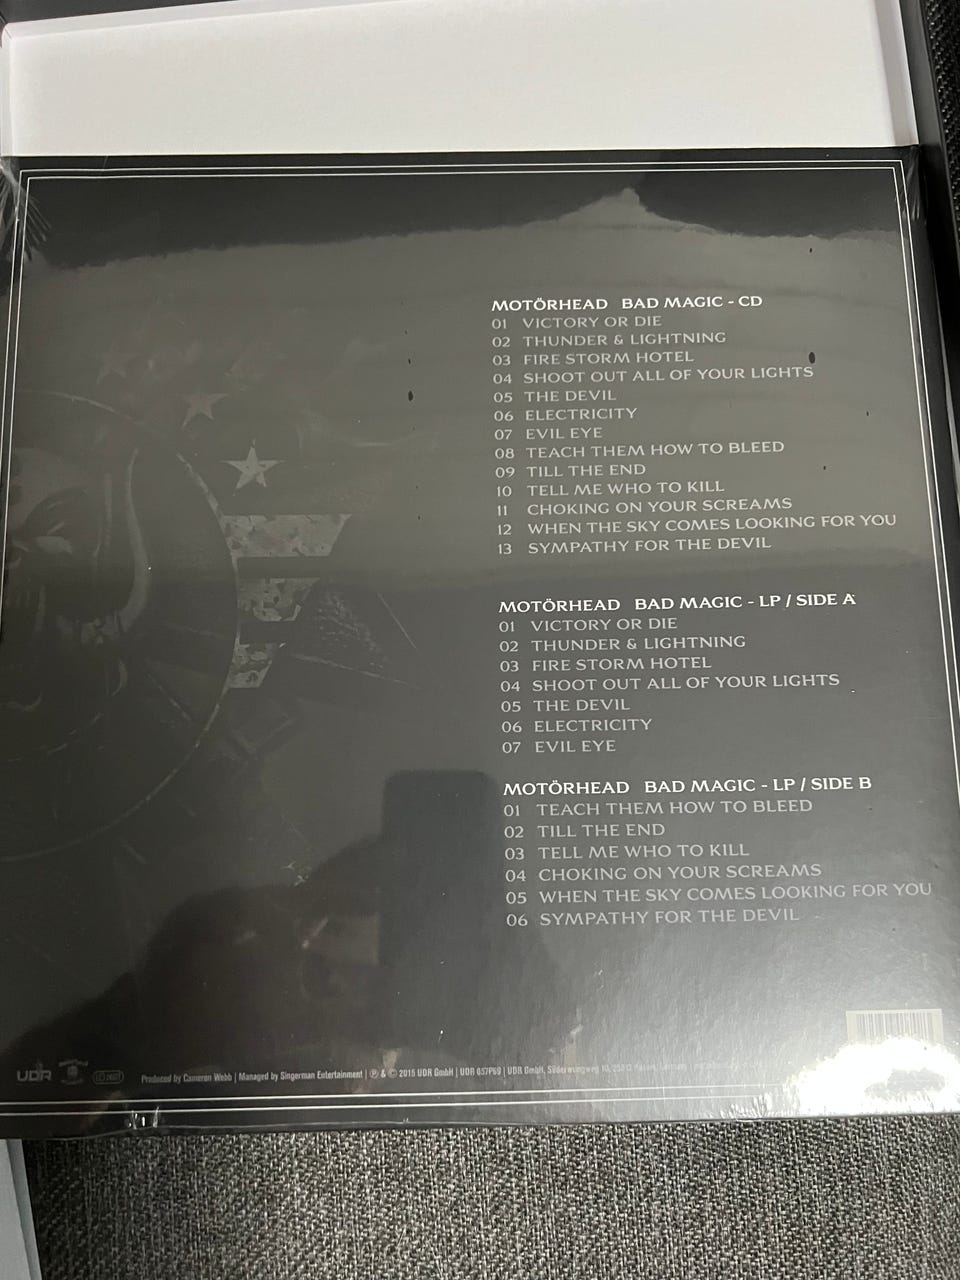 MOTÖRHEAD BAD MAGIC - CD
01 VICTORY OR DIE
02 THUNDER & LIGHTNING
03 FIRE STORM HOTEL
04 SHOOT OUT ALL OF YOUR LIGHTS
05 THE DEVIL
06 ELECTRICITY
07 EVIL EYE
08 TEACH THEM HOW TO BLEED
09 TILL THE END
10 TELL ME WHO TO KILL
11 CHOKING ON YOUR SCREAMS
12 WHEN THE SKY COMES LOOKING FOR YOU
13 SYMPATHY FOR THE DEVIL
MOTÖRHEAD BAD MAGIC - LP / SIDE A
01 VICTORY OR DIE
02 THUNDER & LIGHTNING
03 FIRE STORM HOTEL
04 SHOOT OUT ALL OF YOUR LIGHTS
05 THE DEVIL
06 ELECTRICITY
07 EVIL EYE
MOTÖRHEAD BAD MAGIC - LP / SIDE B
01 TEACH THEM HOW TO BLEED
02 TILL THE END
03 TELL ME WHO TO KILL
04 CHOKING ON YOUR SCREAMS
05 WHEN THE SKY COMES LOOKING FOR YOU
06 SYMPATHY FOR THE DEVIL
UDR Produced by Cameron Webb | Managed by Singerman Entertainment | ℗ & © 2015 UDR GmbH | UDR 057P69 | UDR GmbH,